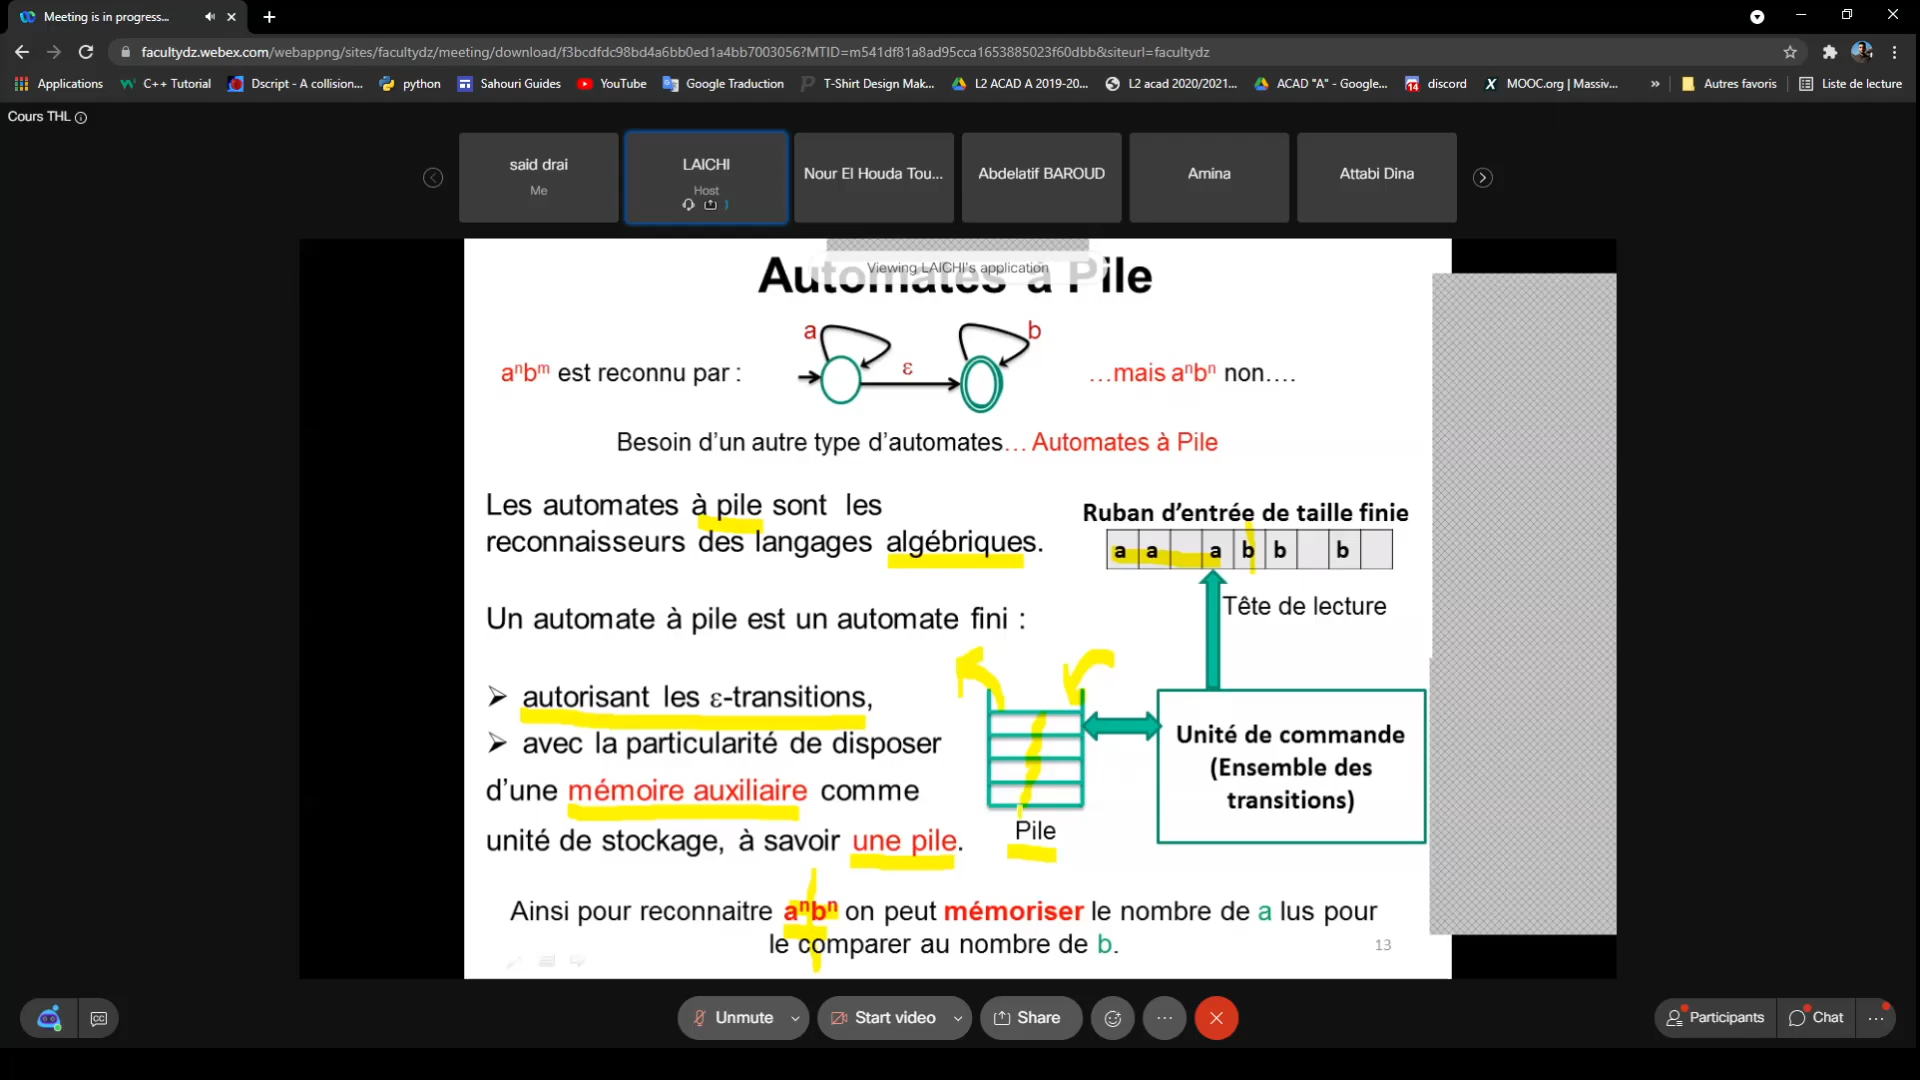 Meeting is in progress...
facultydz.webex.com/webappng/sites/facultydz/meeting/download/f3bcdfdc98bd4a6bb0ed1a4bb7003056?MTID=m541df81a8ad95cca1653885023f60dbb&siteurl=facultydz
Applications C++ Tutorial Dscript - A collision... python Sahouri Guides YouTube Google Traduction T-Shirt Design Mak... L2 ACAD A 2019-20... L2 acad 2020/2021... ACAD "A" - Google... 14 discord MOOC.org | Massiv... » Autres favoris Liste de lecture
Cours THL
said drai
Me
LAICHI
Host
Nour El Houda Tou...
Abdelatif BAROUD
Amina
Attabi Dina
Viewing LAICHI's application
Automates à Pile
a b
ε
aⁿbᵐ est reconnu par : …mais aⁿbⁿ non….
Besoin d’un autre type d’automates… Automates à Pile
Les automates à pile sont les
reconnaisseurs des langages algébriques.
Ruban d’entrée de taille finie
a a a b b b
Tête de lecture
Un automate à pile est un automate fini :
➢ autorisant les ε-transitions,
➢ avec la particularité de disposer
d’une mémoire auxiliaire comme
unité de stockage, à savoir une pile.
Pile
Unité de commande
(Ensemble des
transitions)
Ainsi pour reconnaitre aⁿbⁿ on peut mémoriser le nombre de a lus pour
le comparer au nombre de b.
13
CC
Unmute Start video Share Participants Chat